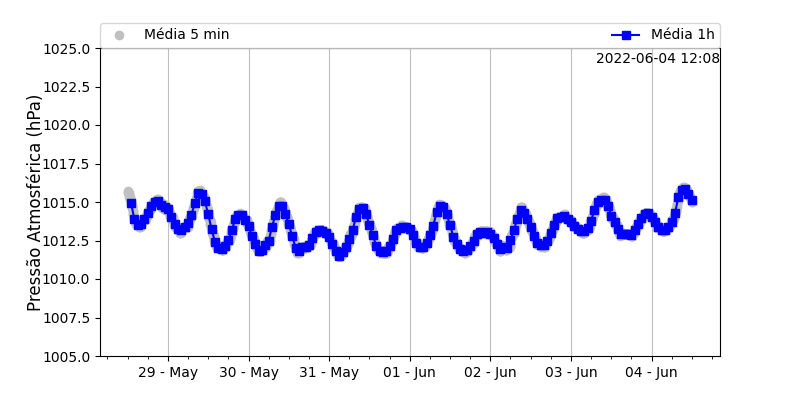 Média 5 min
Média 1h
2022-06-04 12:08
Pressão Atmosférica (hPa)
1025.0
1022.5
1020.0
1017.5
1015.0
1012.5
1010.0
1007.5
1005.0
29 - May
30 - May
31 - May
01 - Jun
02 - Jun
03 - Jun
04 - Jun